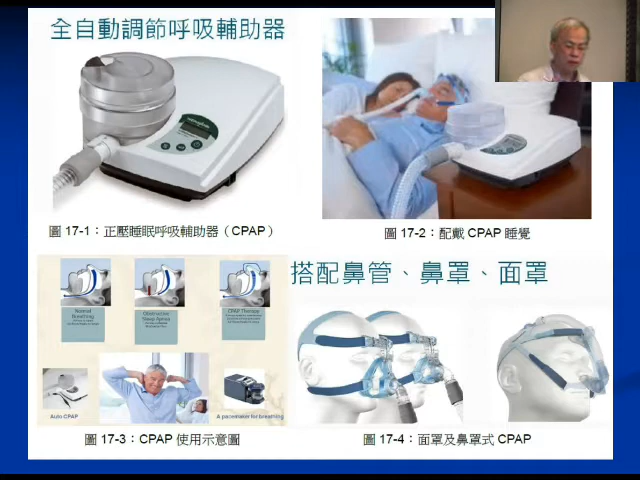 全自動調節呼吸輔助器
圖 17-1：正壓睡眠呼吸輔助器（CPAP）
圖 17-2：配戴 CPAP 睡覺
搭配鼻管、鼻罩、面罩
Normal
Breathing
Obstructive
Sleep Apnea
CPAP Therapy
Auto CPAP
A pacemaker for breathing
圖 17-3：CPAP 使用示意圖
圖 17-4：面罩及鼻罩式 CPAP